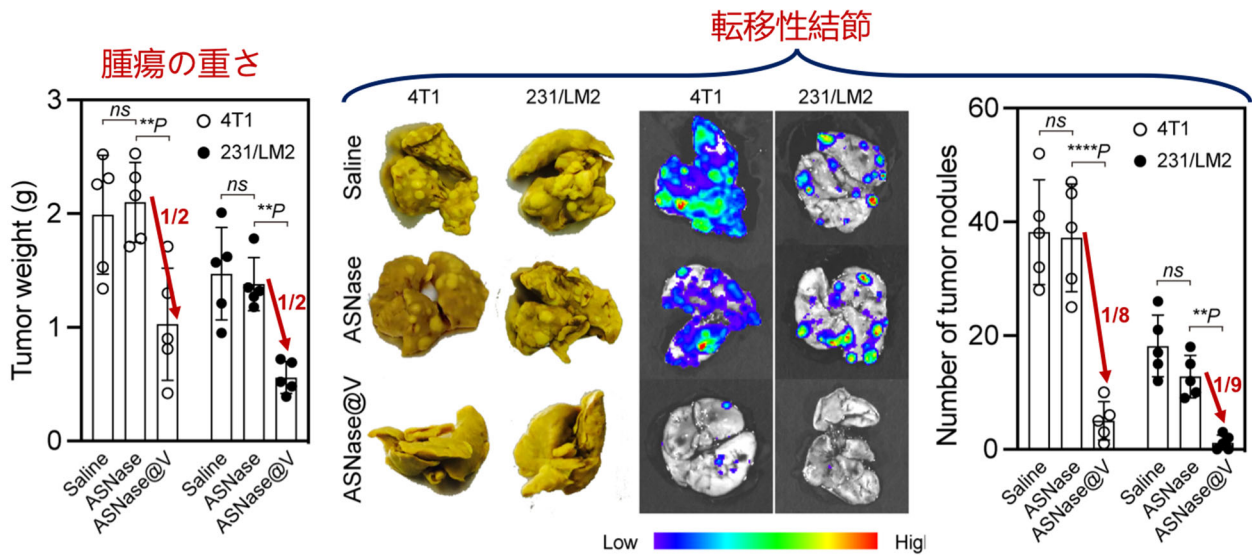 腫瘍の重さ
3
2
1
0
Tumor weight (g)
ns
**P
4T1
231/LM2
1/2
ns
**P
1/2
Saline
ASNase
ASNase@V
Saline
ASNase
ASNase@V
転移性結節
4T1
231/LM2
4T1
231/LM2
Saline
ASNase
ASNase@V
Low
High
60
40
20
0
Number of tumor nodules
ns
****P
4T1
231/LM2
1/8
ns
**P
1/9
Saline
ASNase
ASNase@V
Saline
ASNase
ASNase@V